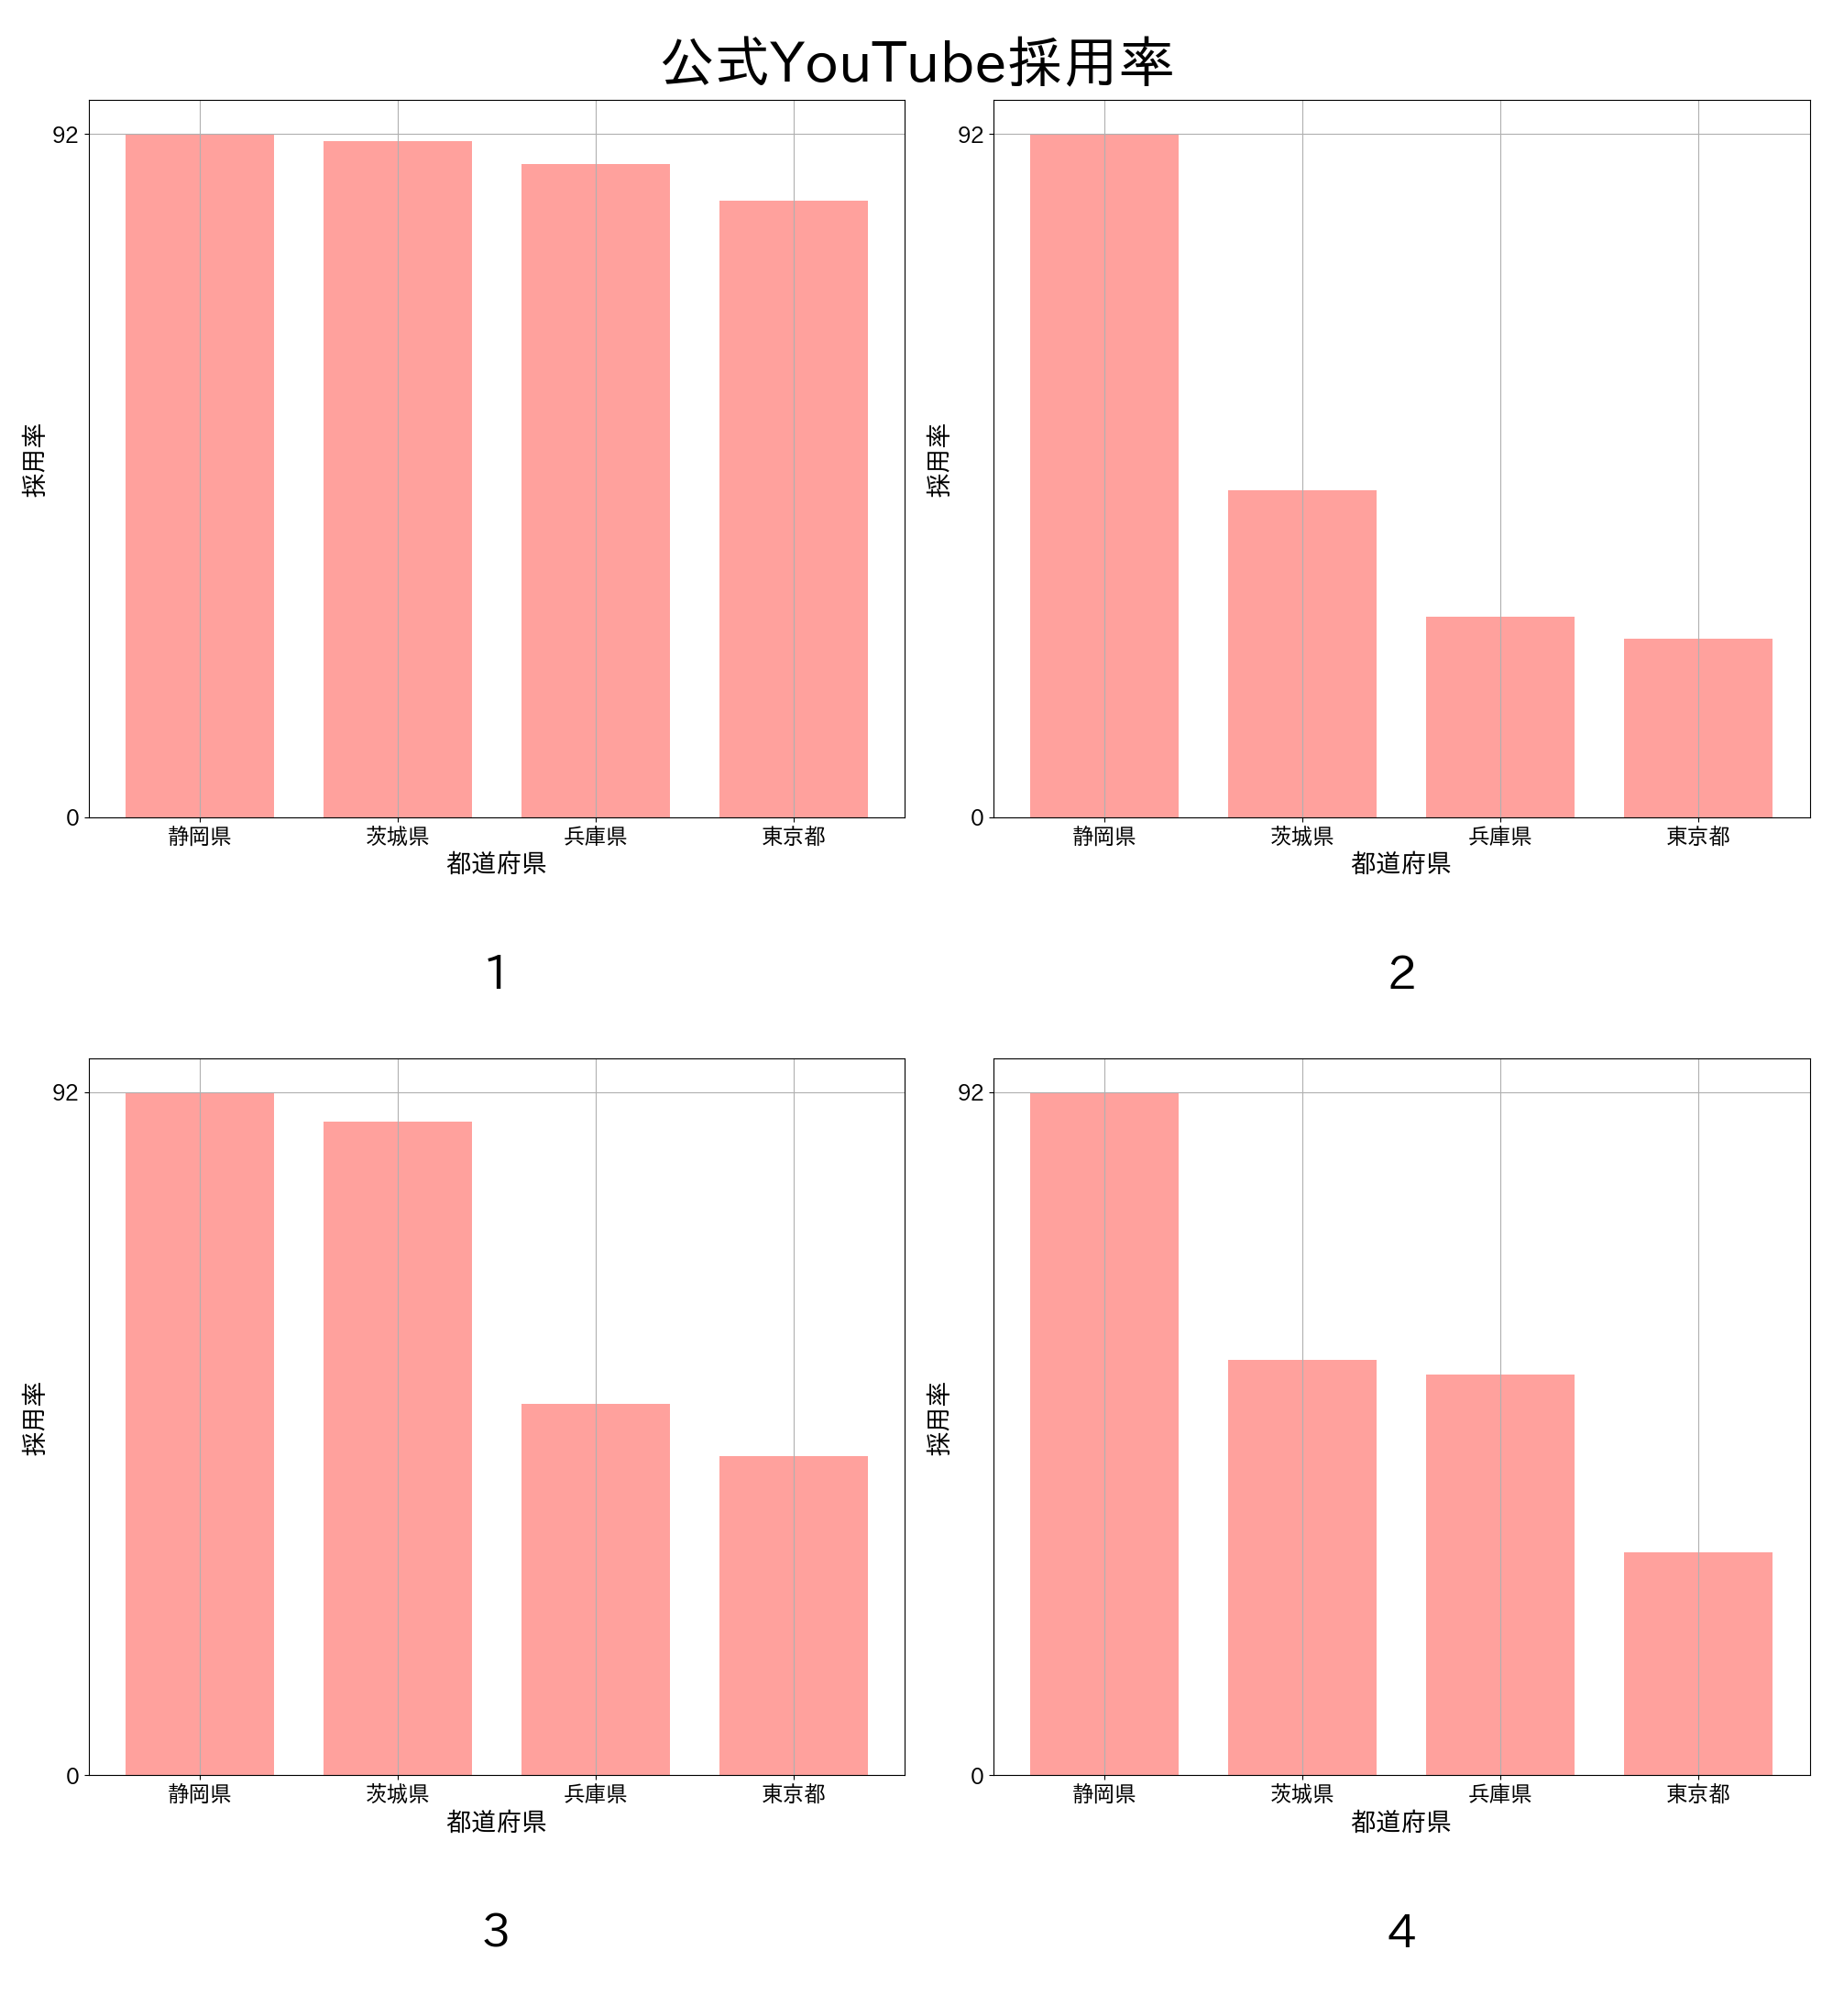 公式YouTube採用率
92
0
採用率
静岡県 茨城県 兵庫県 東京都
都道府県
1
92
0
採用率
静岡県 茨城県 兵庫県 東京都
都道府県
2
92
0
採用率
静岡県 茨城県 兵庫県 東京都
都道府県
3
92
0
採用率
静岡県 茨城県 兵庫県 東京都
都道府県
4